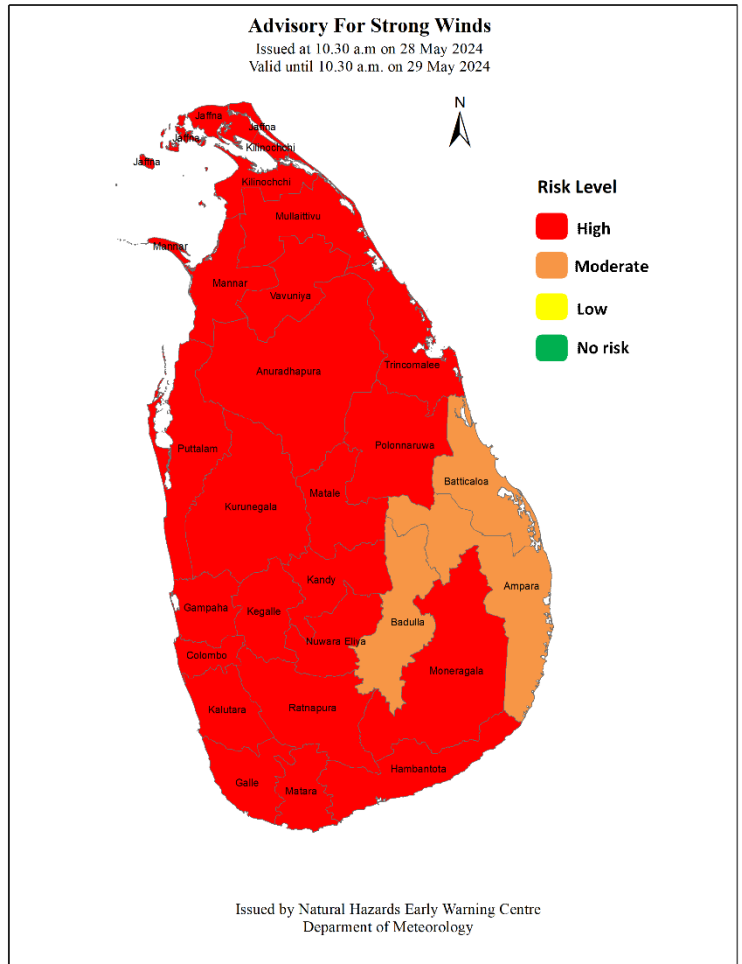 Advisory For Strong Winds
Issued at 10.30 a.m on 28 May 2024
Valid until 10.30 a.m. on 29 May 2024
N
Jaffna
Jaffna
Jaffna
Kilinochchi
Jaffna
Kilinochchi
Mullaittivu
Mannar
Mannar
Vavuniya
Risk Level
High
Moderate
Low
No risk
Anuradhapura
Trincomalee
Puttalam
Polonnaruwa
Batticaloa
Kurunegala
Matale
Kandy
Ampara
Gampaha
Kegalle
Badulla
Nuwara Eliya
Colombo
Moneragala
Kalutara
Ratnapura
Hambantota
Galle
Matara
Issued by Natural Hazards Early Warning Centre
Deparment of Meteorology